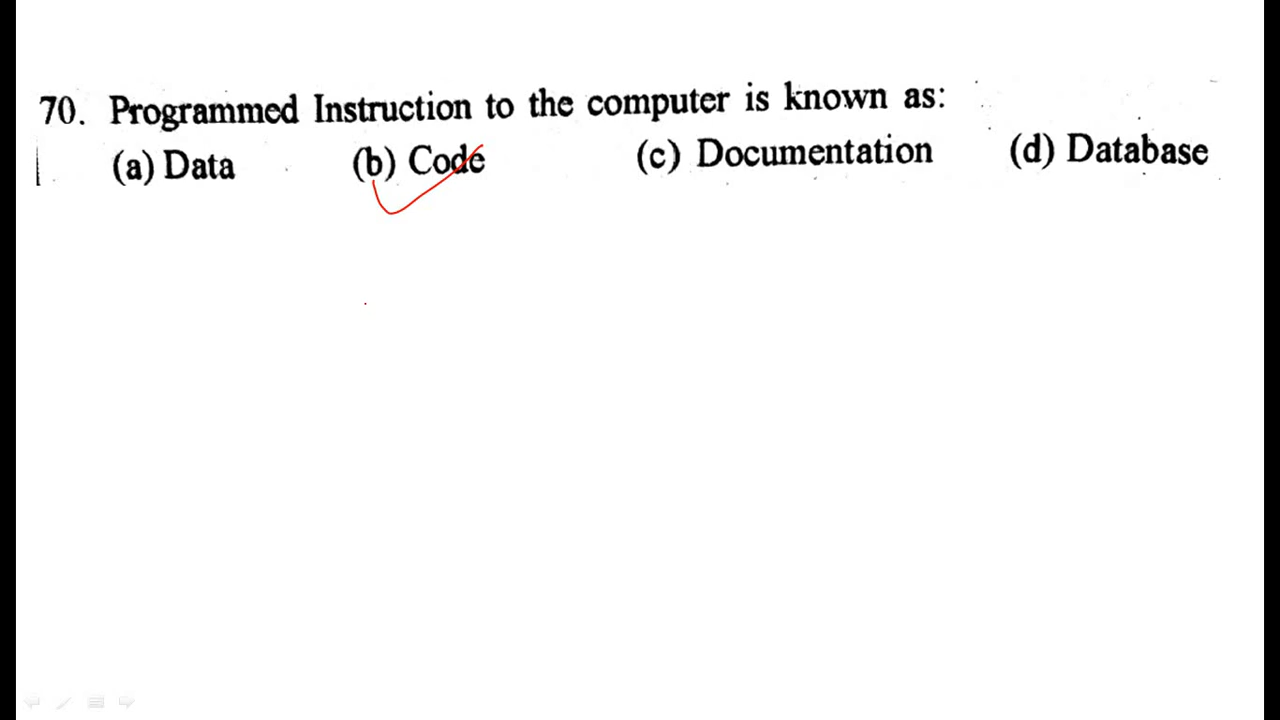 70. Programmed Instruction to the computer is known as:
(a) Data (b) Code (c) Documentation (d) Database